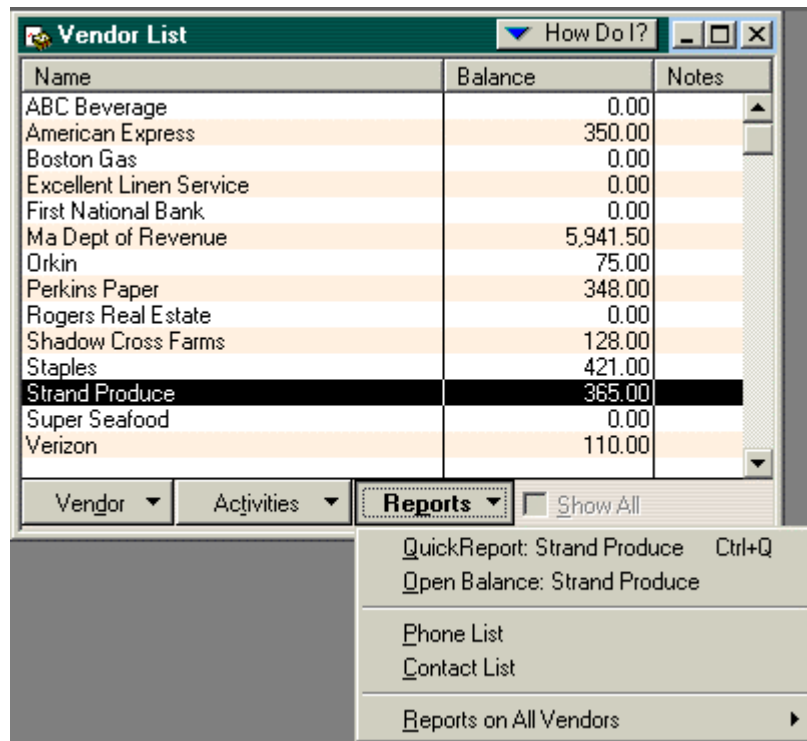 Vendor List How Do I?
Name Balance Notes
ABC Beverage 0.00
American Express 350.00
Boston Gas 0.00
Excellent Linen Service 0.00
First National Bank 0.00
Ma Dept of Revenue 5,941.50
Orkin 75.00
Perkins Paper 348.00
Rogers Real Estate 0.00
Shadow Cross Farms 128.00
Staples 421.00
Strand Produce 365.00
Super Seafood 0.00
Verizon 110.00
Vendor Activities Reports Show All
QuickReport: Strand Produce Ctrl+Q
Open Balance: Strand Produce
Phone List
Contact List
Reports on All Vendors